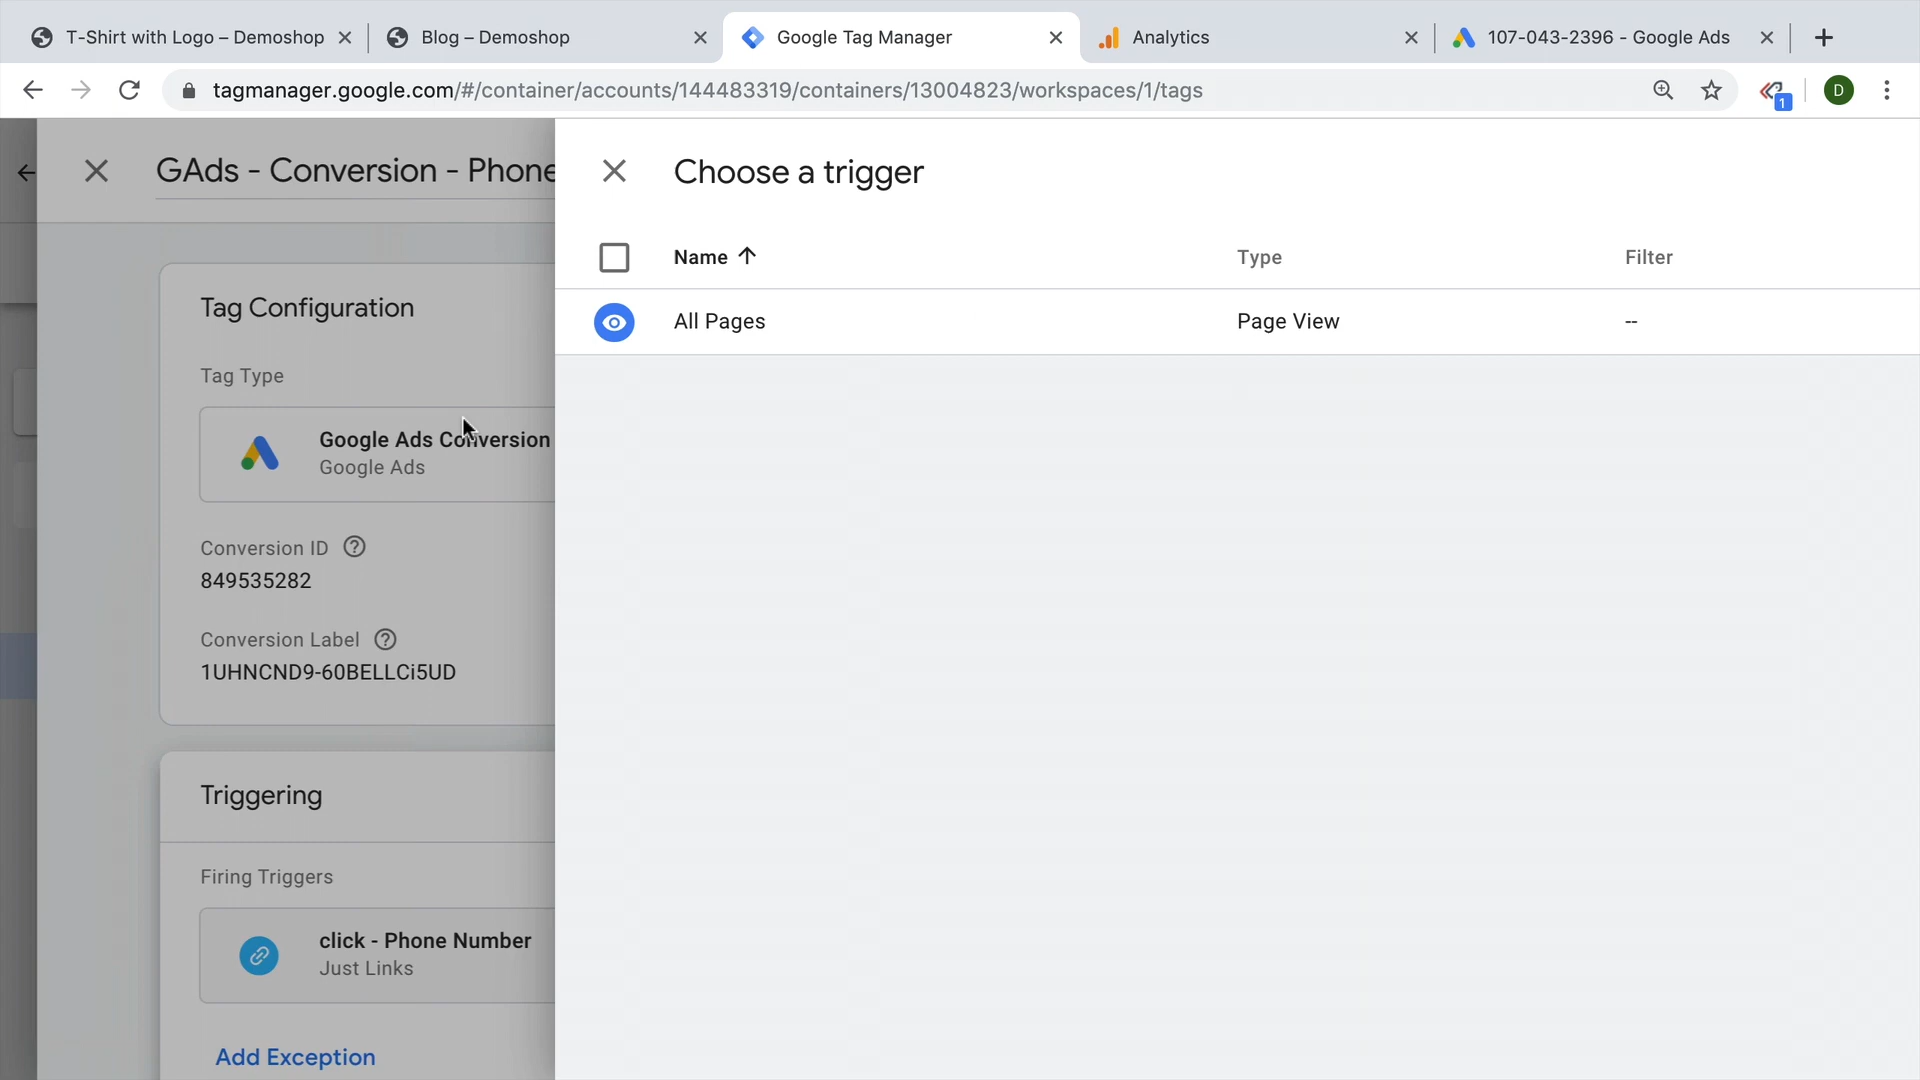 T-Shirt with Logo – Demoshop
Blog – Demoshop
Google Tag Manager
Analytics
107-043-2396 - Google Ads
tagmanager.google.com/#/container/accounts/144483319/containers/13004823/workspaces/1/tags
1
D
GAds - Conversion - Phone
Choose a trigger
Name
Type
Filter
All Pages
Page View
--
Tag Configuration
Tag Type
Google Ads Conversion
Google Ads
Conversion ID
849535282
Conversion Label
1UHNCND9-60BELLCi5UD
Triggering
Firing Triggers
click - Phone Number
Just Links
Add Exception